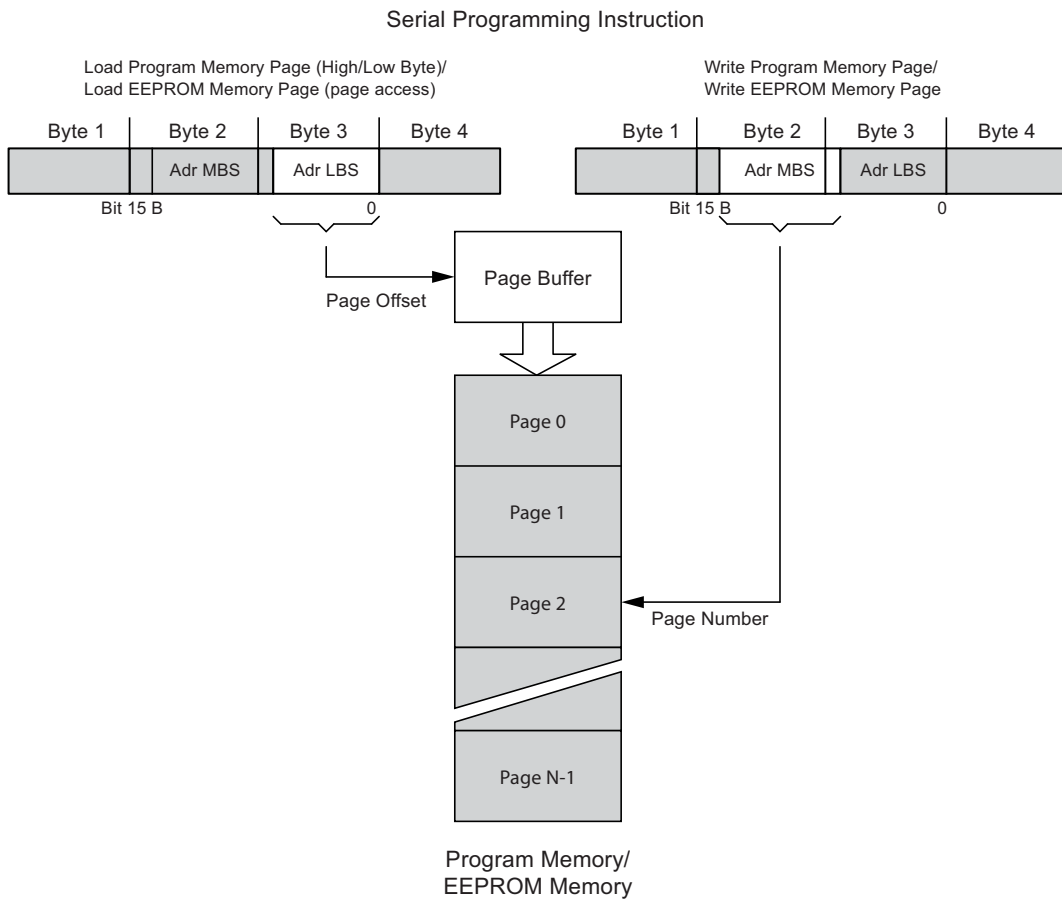 Serial Programming Instruction
Load Program Memory Page (High/Low Byte)/
Load EEPROM Memory Page (page access)
Byte 1 Byte 2 Byte 3 Byte 4
Adr MBS Adr LBS
Bit 15 B 0
Write Program Memory Page/
Write EEPROM Memory Page
Byte 1 Byte 2 Byte 3 Byte 4
Adr MBS Adr LBS
Bit 15 B 0
Page Offset
Page Buffer
Page 0
Page 1
Page 2
Page Number
Page N-1
Program Memory/
EEPROM Memory